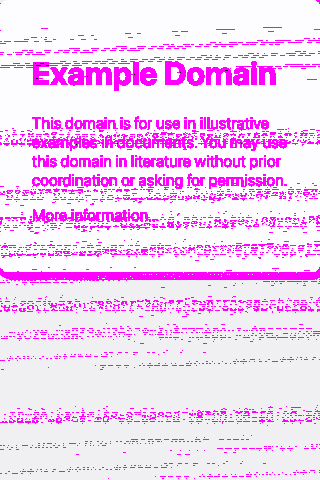 Example Domain
This domain is for use in illustrative
examples in documents. You may use
this domain in literature without prior
coordination or asking for permission.
More information...